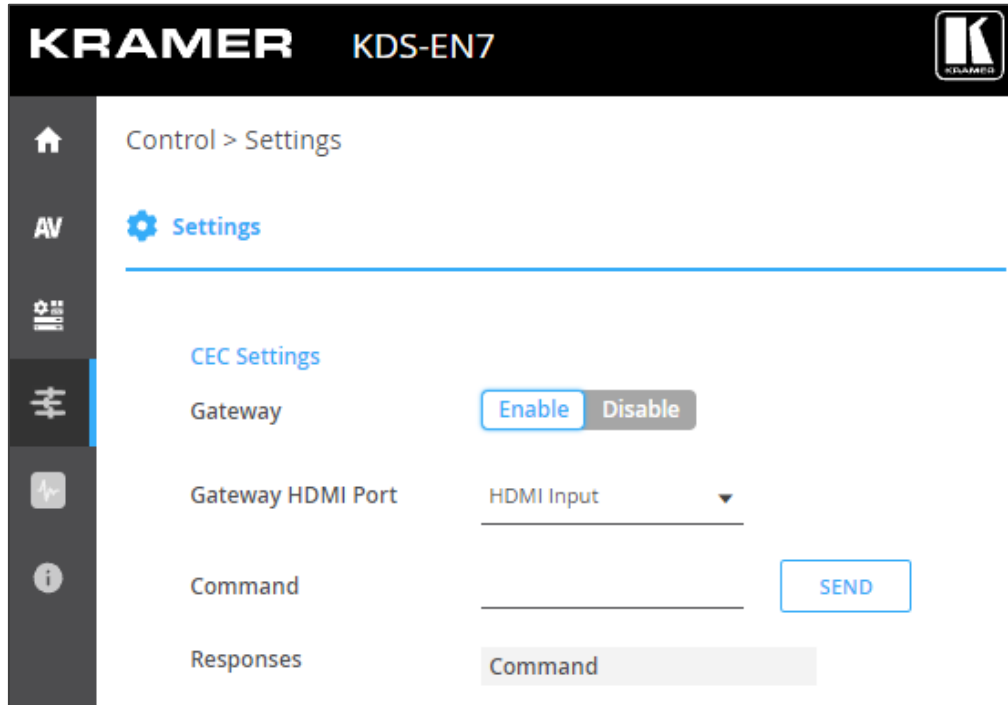 KRAMER KDS-EN7
KRAMER
Control > Settings
AV
Settings
CEC Settings
Gateway Enable Disable
Gateway HDMI Port HDMI Input
Command SEND
Responses Command